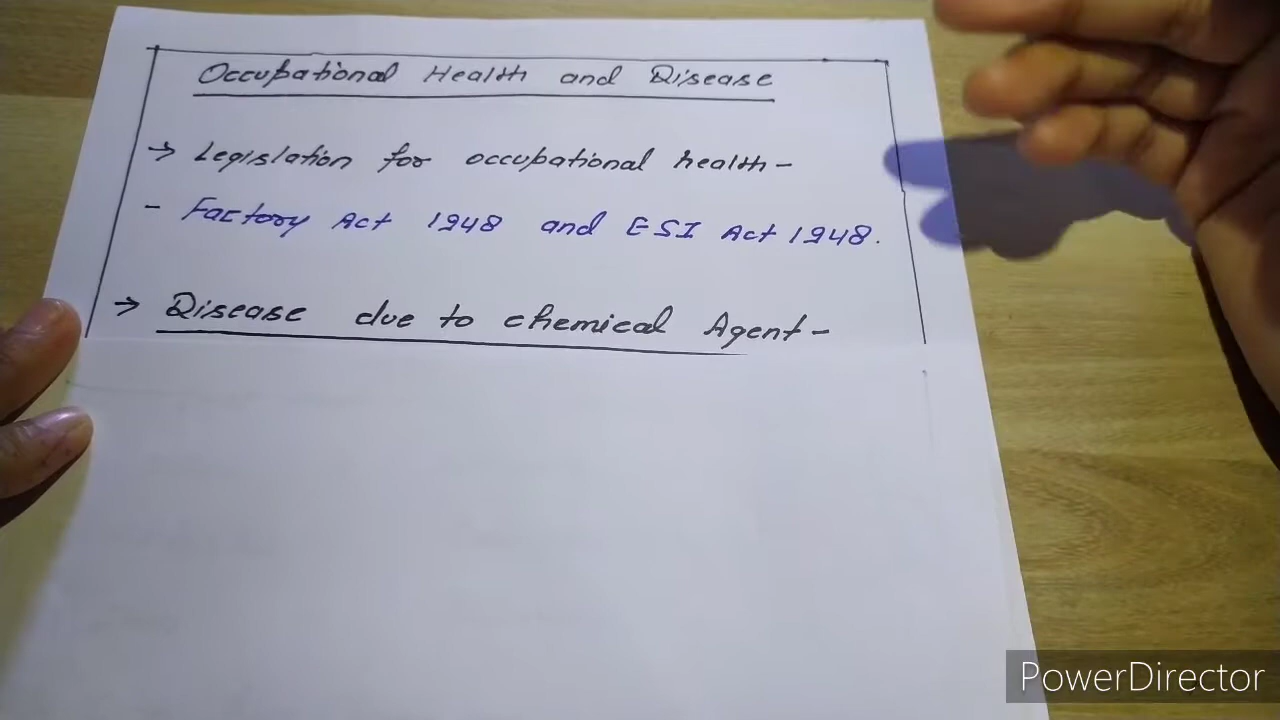 Occupational Health and Disease
→ Legislation for occupational health-
- Factory Act 1948 and ESI Act 1948.
→ Disease due to chemical Agent-
PowerDirector